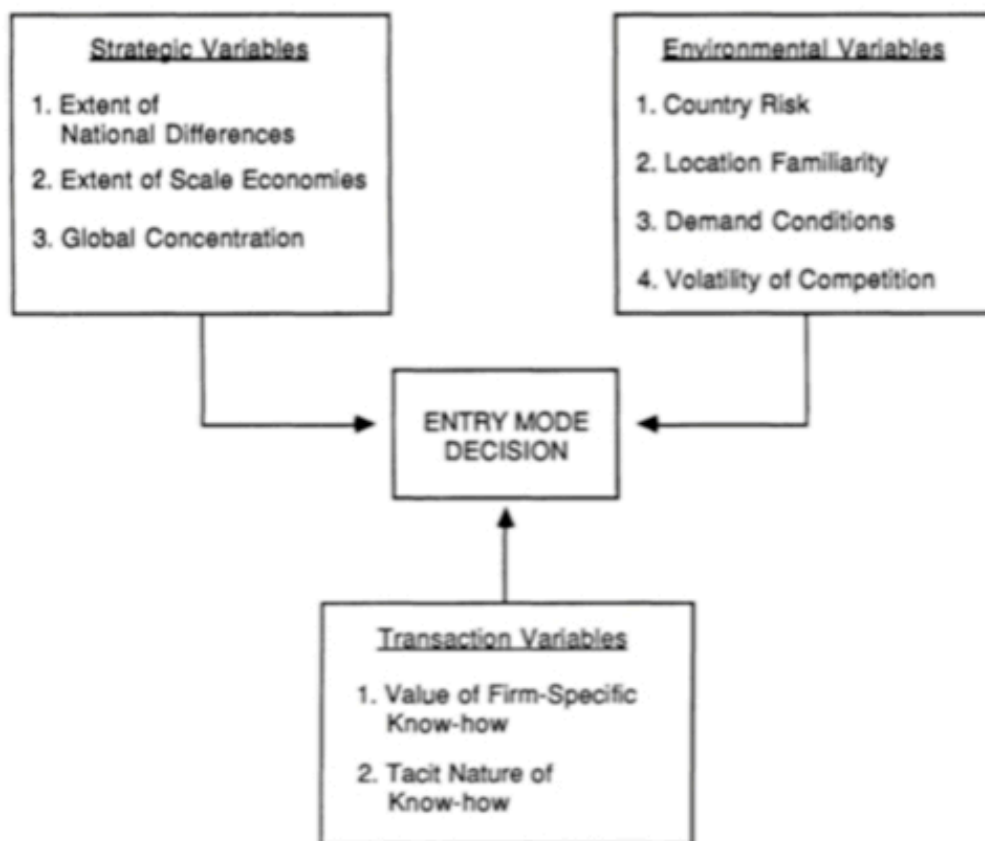 Strategic Variables
1. Extent of
National Differences
2. Extent of Scale Economies
3. Global Concentration
Environmental Variables
1. Country Risk
2. Location Familiarity
3. Demand Conditions
4. Volatility of Competition
ENTRY MODE
DECISION
Transaction Variables
1. Value of Firm-Specific
Know-how
2. Tacit Nature of
Know-how